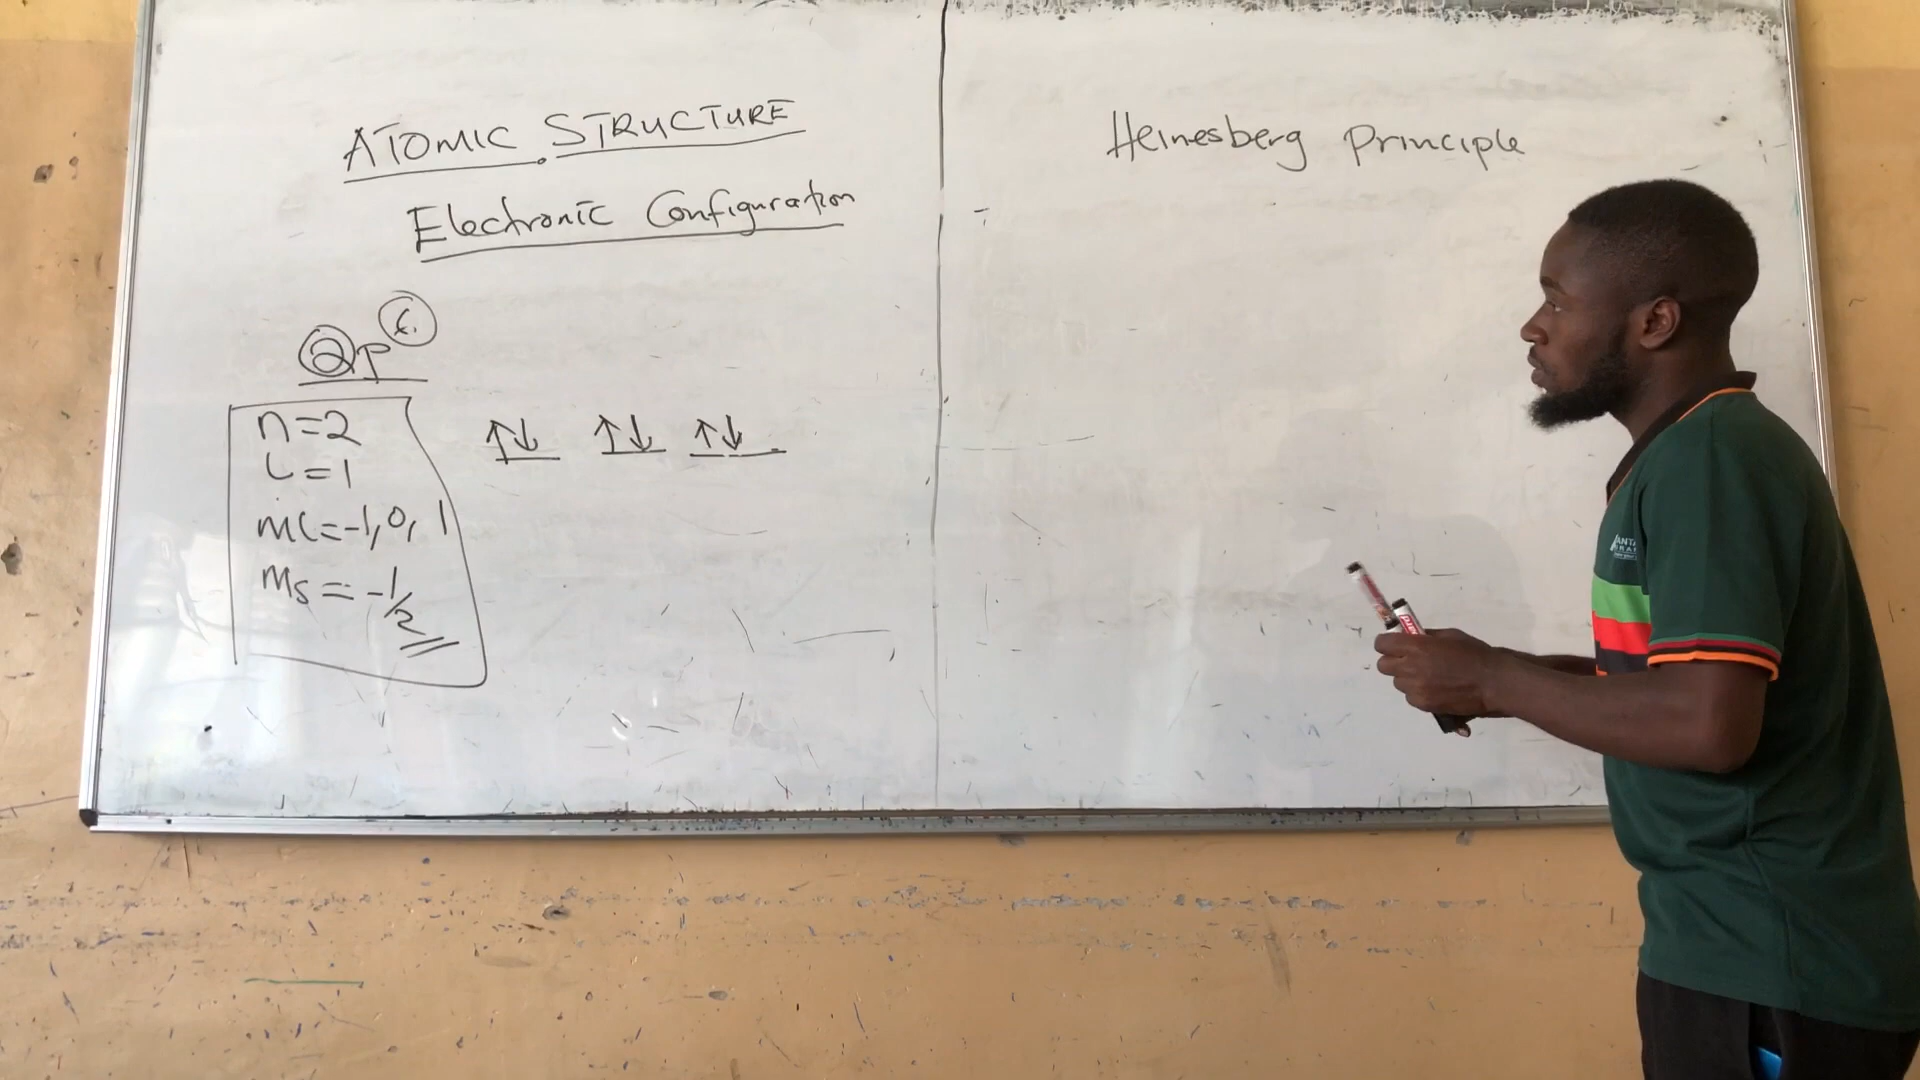 ATOMIC STRUCTURE
Electronic Configuration
2p⁶
n=2
l=1
ml=-1,0,1
ms=-1/2
↑↓ ↑↓ ↑↓
Heinesberg Principle